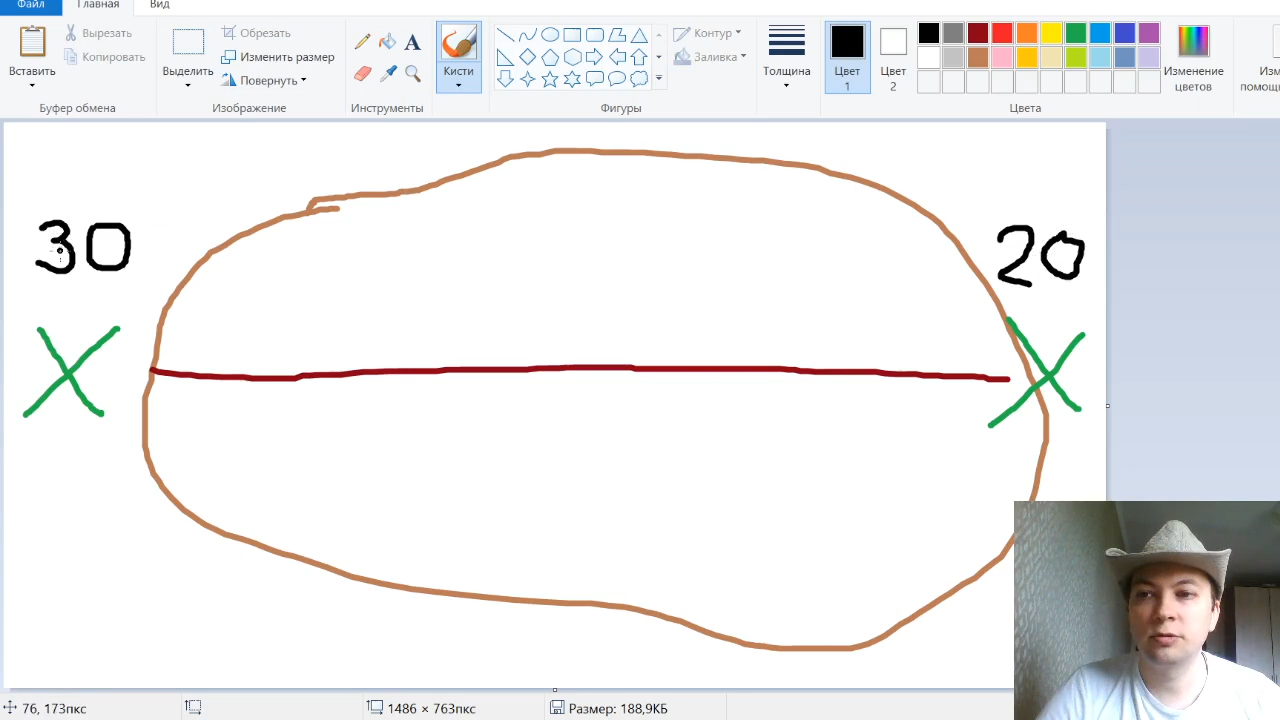 Файл Главная Вид
Вставить
Буфер обмена
Вырезать
Копировать
Выделить
Обрезать
Изменить размер
Повернуть
Изображение
A
Инструменты
Кисти
Контур
Заливка
Фигуры
Толщина
Цвет 1
Цвет 2
Изменение цветов
Цвета
30
20
X
X
76, 173пкс
1486 × 763пкс
Размер: 188,9КБ